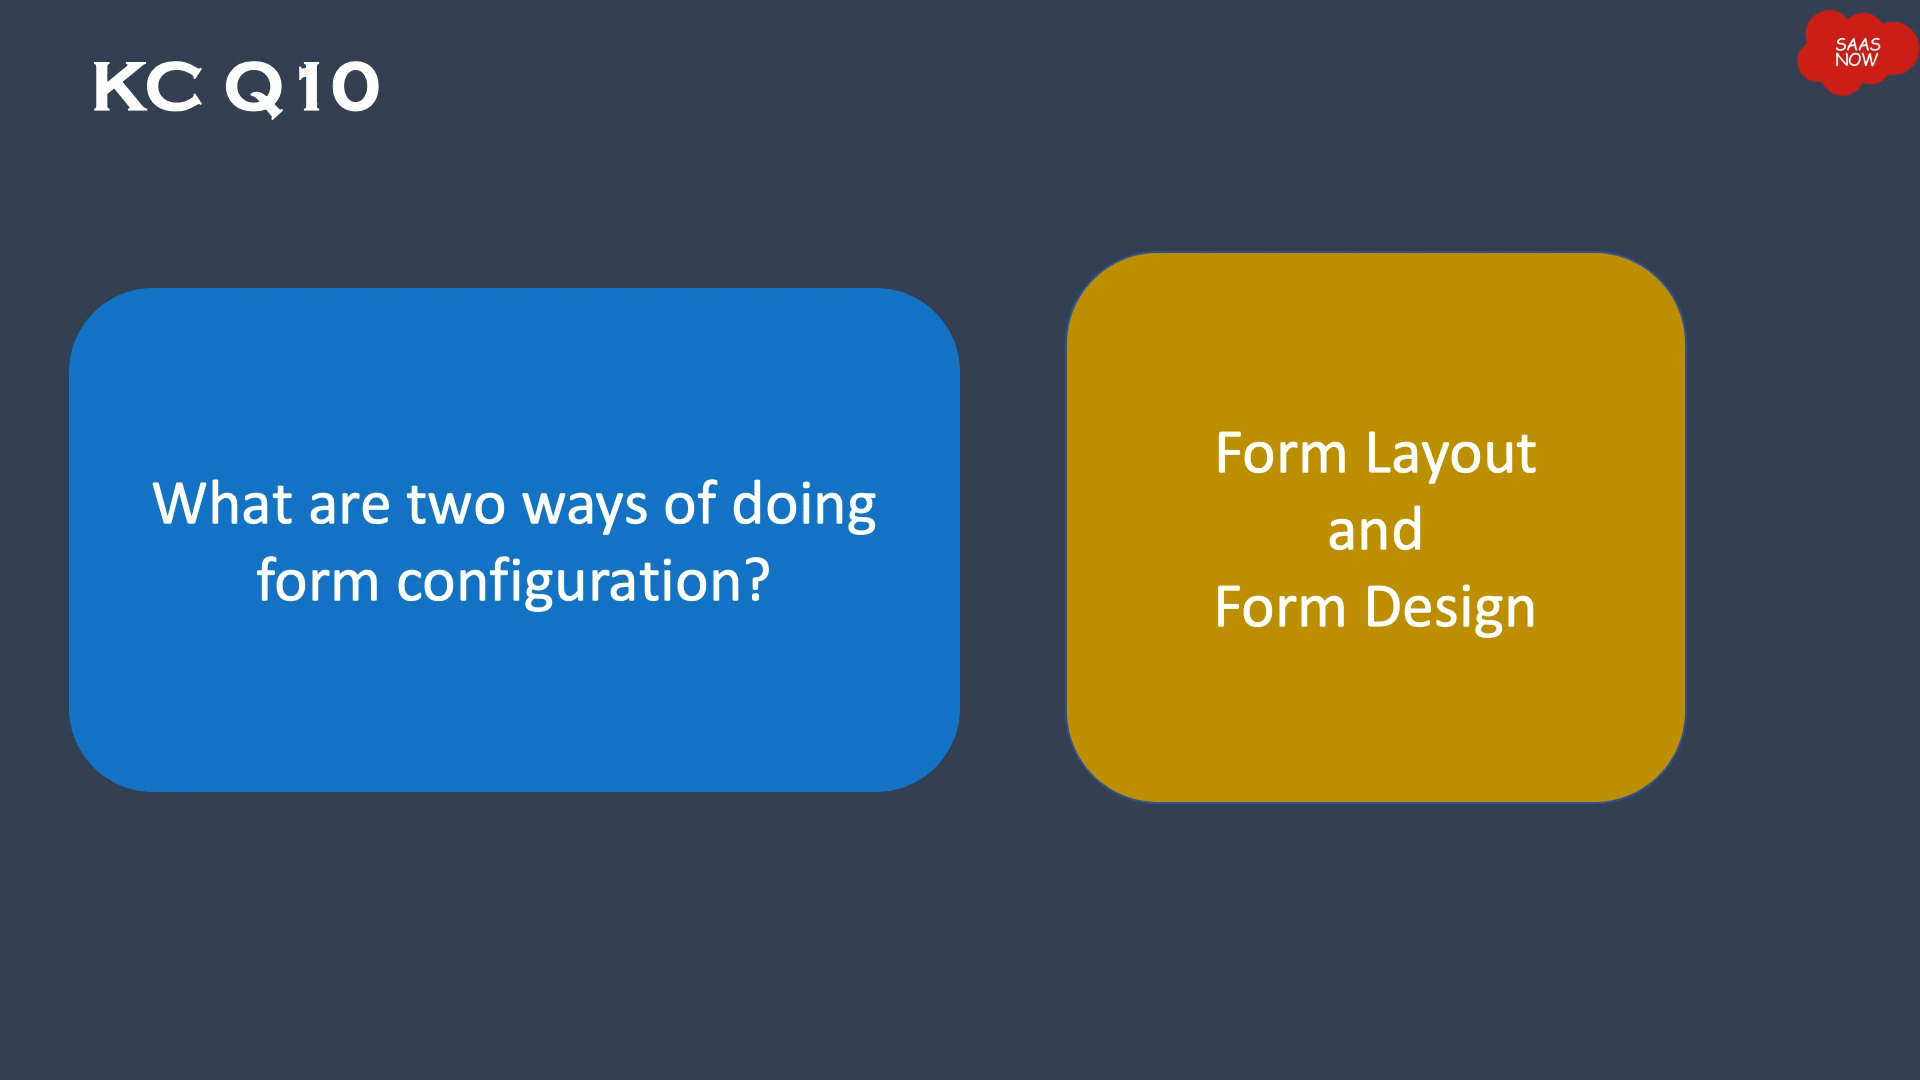 KC Q10
SAAS
NOW
What are two ways of doing
form configuration?
Form Layout
and
Form Design